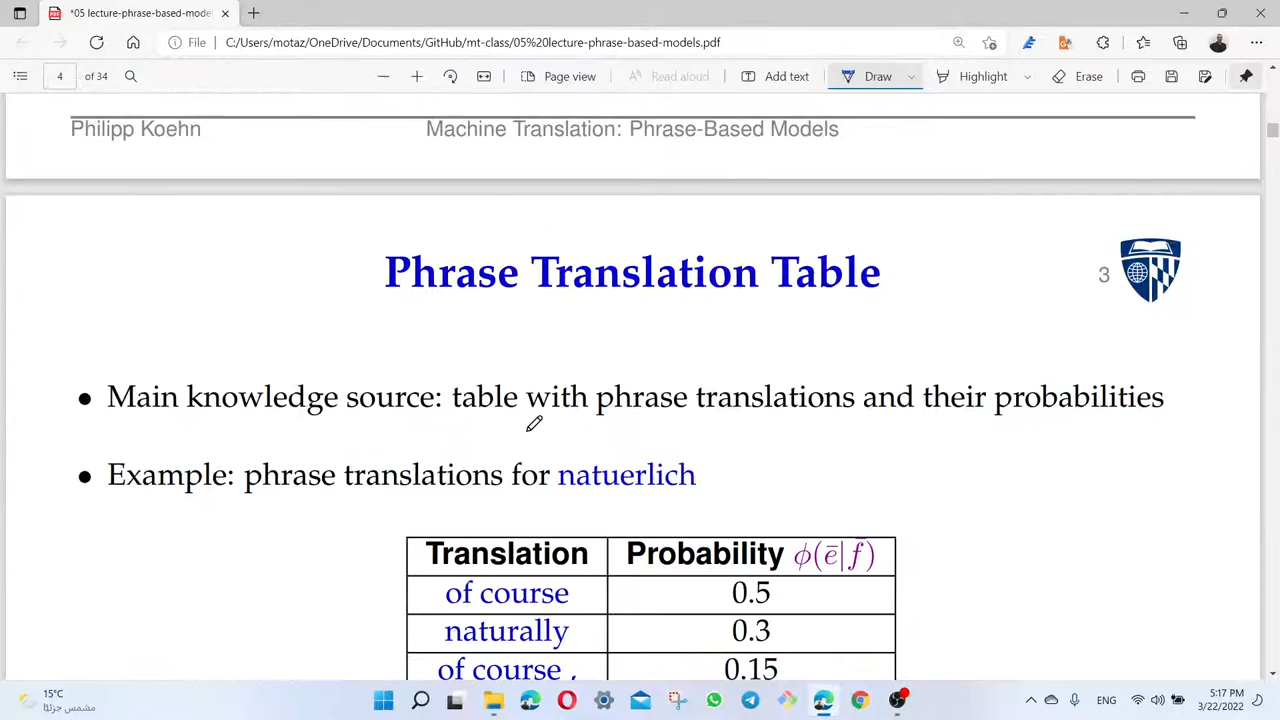 *05 lecture-phrase-based-mode
File
C:/Users/motaz/OneDrive/Documents/GitHub/mt-class/05%20lecture-phrase-based-models.pdf
4 of 34
Page view
Read aloud
Add text
Draw
Highlight
Erase
Philipp Koehn
Machine Translation: Phrase-Based Models
Phrase Translation Table
3
• Main knowledge source: table with phrase translations and their probabilities
• Example: phrase translations for natuerlich
Translation Probability ϕ(ē|f̄)
of course 0.5
naturally 0.3
of course , 0.15
15°C
مشمس جزئيًا
ENG
5:17 PM
3/22/2022